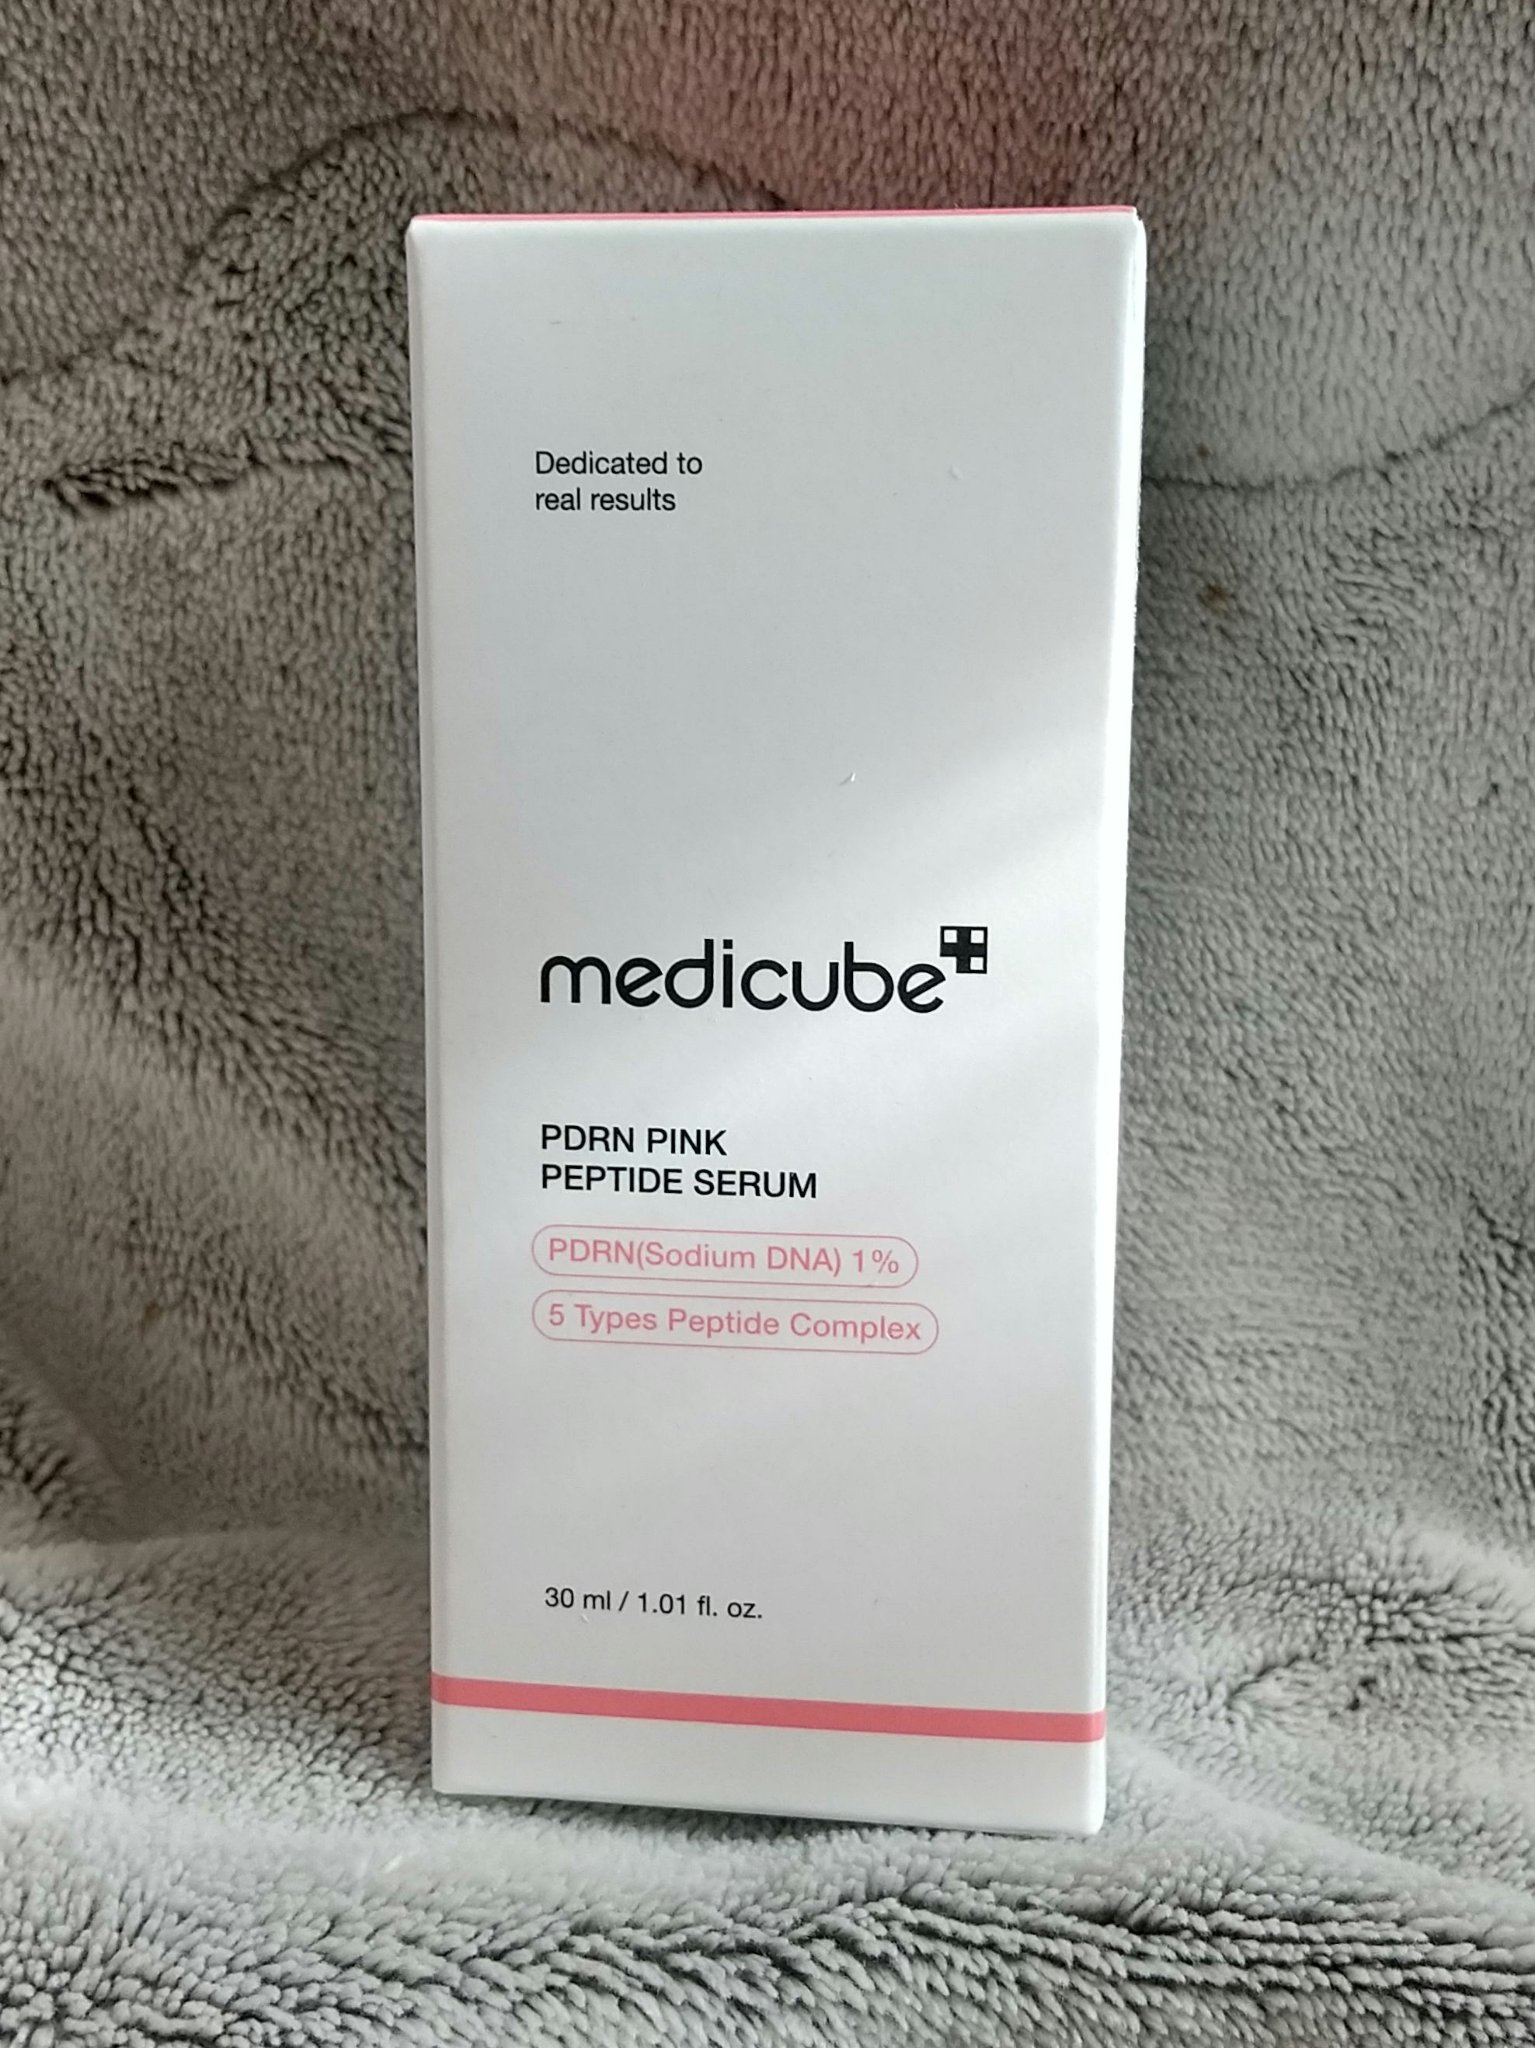 Dedicated to
real results
medicube
PDRN PINK
PEPTIDE SERUM
PDRN(Sodium DNA) 1%
5 Types Peptide Complex
30 ml / 1.01 fl. oz.